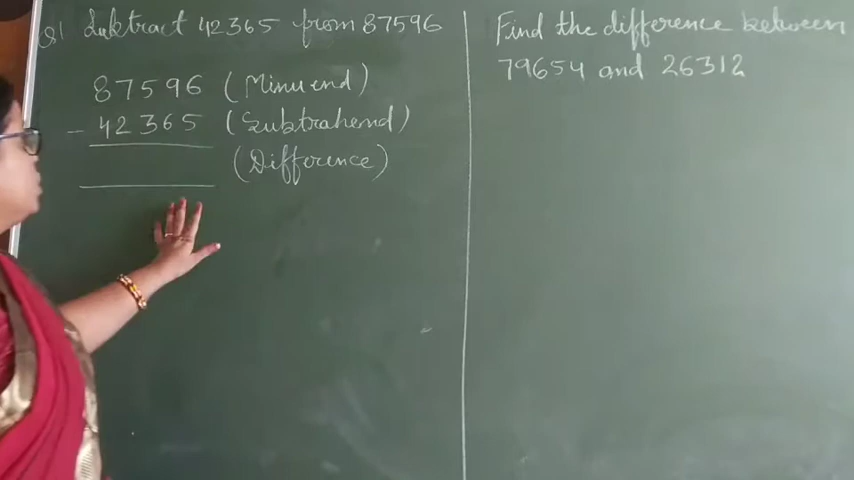 Q1 Subtract 42365 from 87596
87596 (Minuend)
- 42365 (Subtrahend)
(Difference)
Find the difference between
79654 and 26312